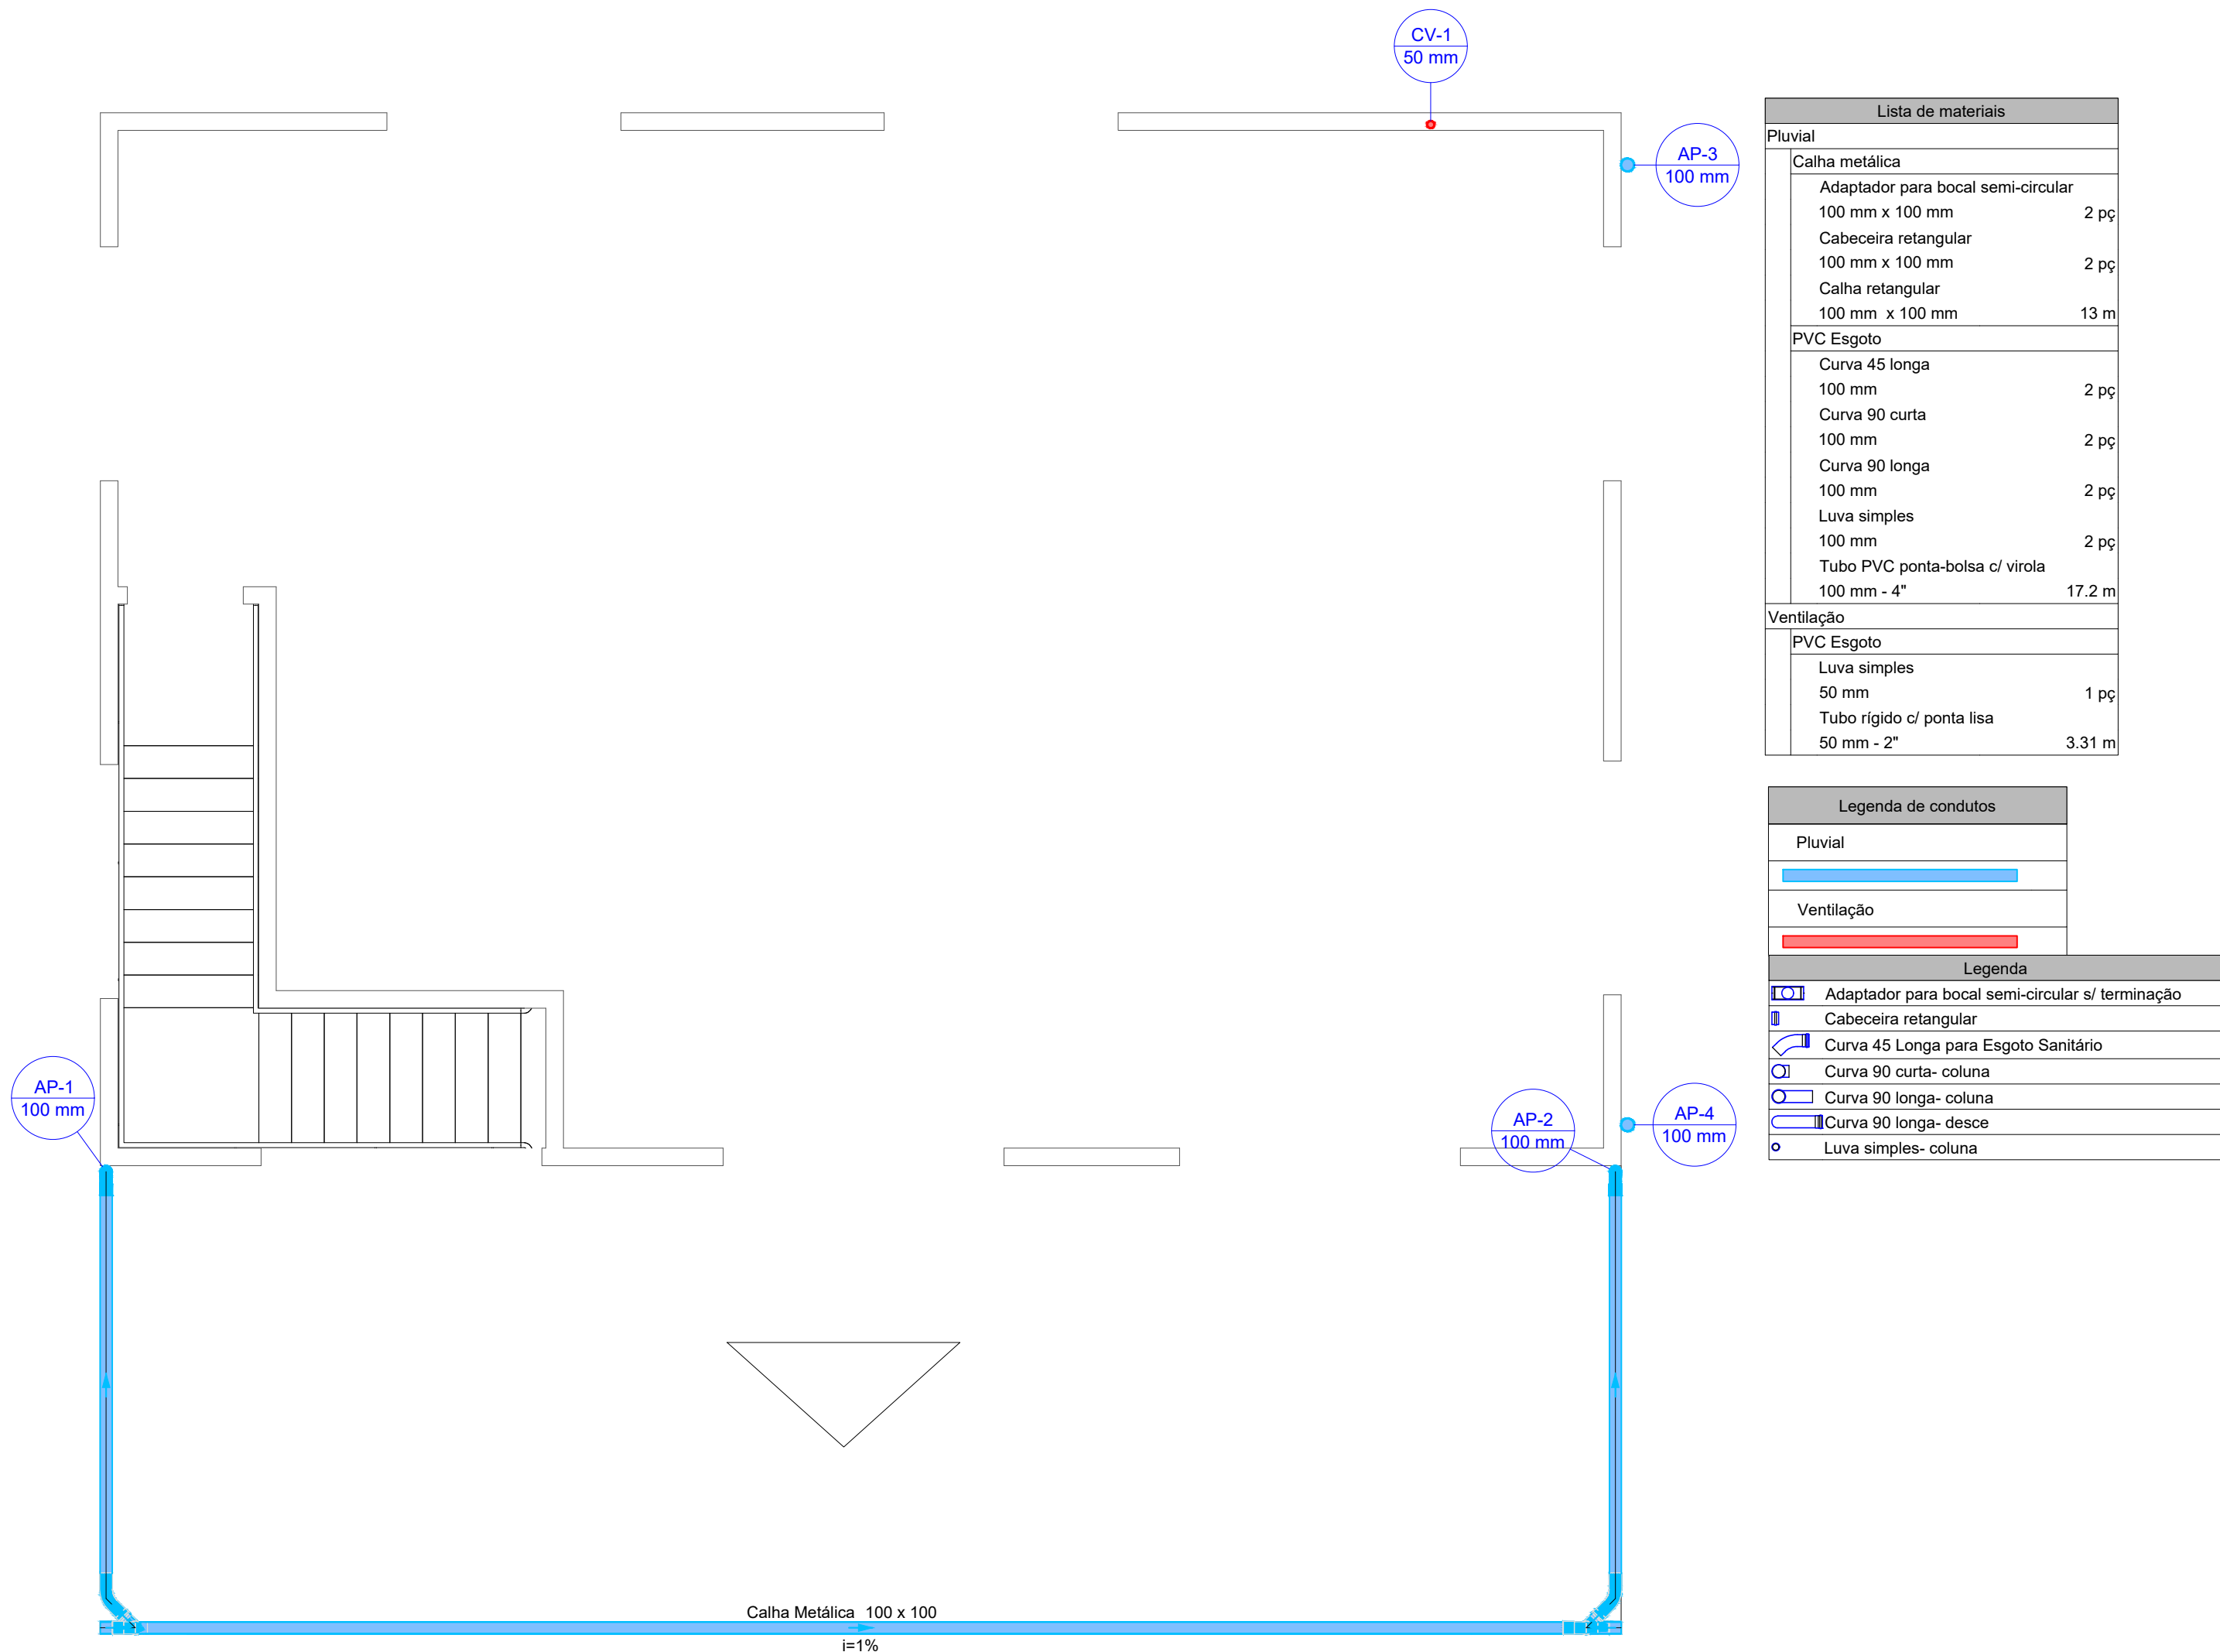 CV-1
50 mm
AP-3
100 mm
Lista de materiais
Pluvial
Calha metálica
Adaptador para bocal semi-circular
100 mm x 100 mm 2 pç
Cabeceira retangular
100 mm x 100 mm 2 pç
Calha retangular
100 mm x 100 mm 13 m
PVC Esgoto
Curva 45 longa
100 mm 2 pç
Curva 90 curta
100 mm 2 pç
Curva 90 longa
100 mm 2 pç
Luva simples
100 mm 2 pç
Tubo PVC ponta-bolsa c/ virola
100 mm - 4" 17.2 m
Ventilação
PVC Esgoto
Luva simples
50 mm 1 pç
Tubo rígido c/ ponta lisa
50 mm - 2" 3.31 m
Legenda de condutos
Pluvial
Ventilação
Legenda
Adaptador para bocal semi-circular s/ terminação
Cabeceira retangular
Curva 45 Longa para Esgoto Sanitário
Curva 90 curta- coluna
Curva 90 longa- coluna
Curva 90 longa- desce
Luva simples- coluna
AP-1
100 mm
AP-2
100 mm
AP-4
100 mm
Calha Metálica 100 x 100
i=1%